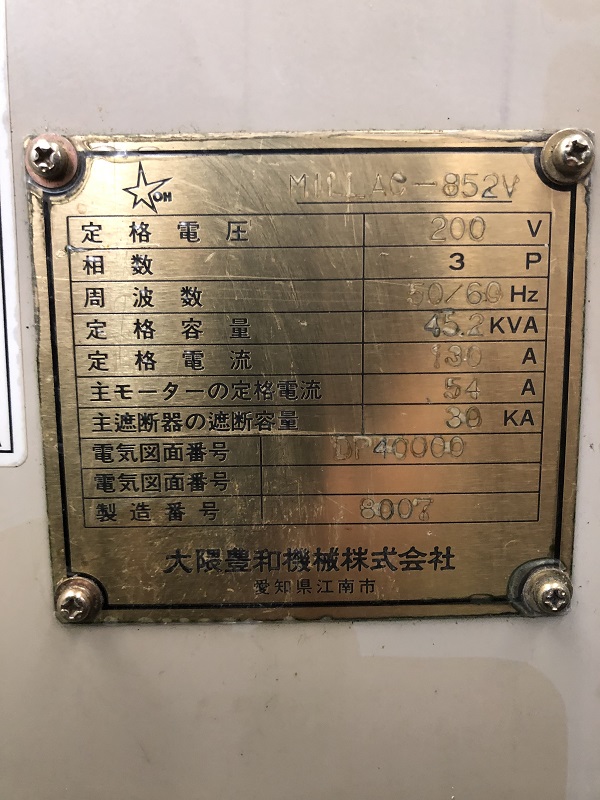 OH
MILLAC-852V
定格電圧 200 V
相数 3 P
周波数 50/60 Hz
定格容量 45.2 KVA
定格電流 130 A
主モーターの定格電流 54 A
主遮断器の遮断容量 30 KA
電気図面番号 DP40000
電気図面番号
製造番号 8007
大隈豊和機械株式会社
愛知県江南市